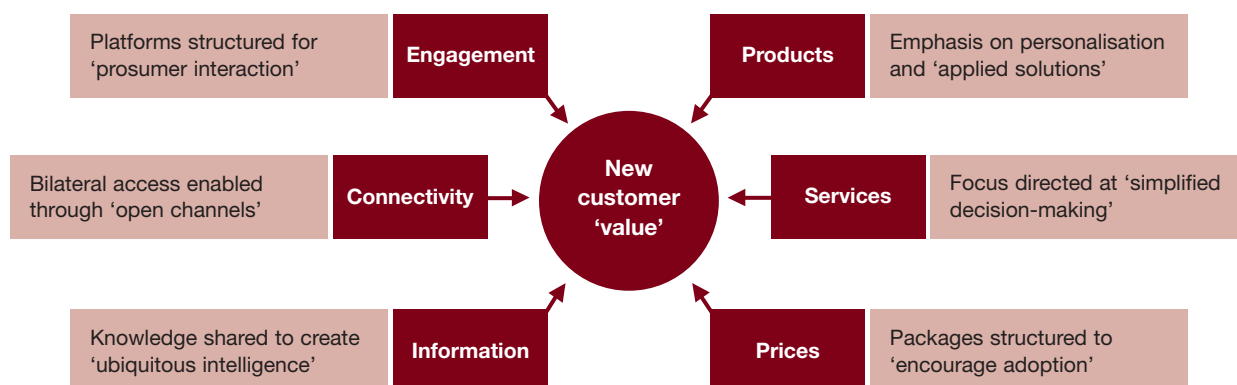 Platforms structured for
‘prosumer interaction’
Engagement
Products
Emphasis on personalisation
and ‘applied solutions’
Bilateral access enabled
through ‘open channels’
Connectivity
New
customer
‘value’
Services
Focus directed at ‘simplified
decision-making’
Knowledge shared to create
‘ubiquitous intelligence’
Information
Prices
Packages structured to
‘encourage adoption’